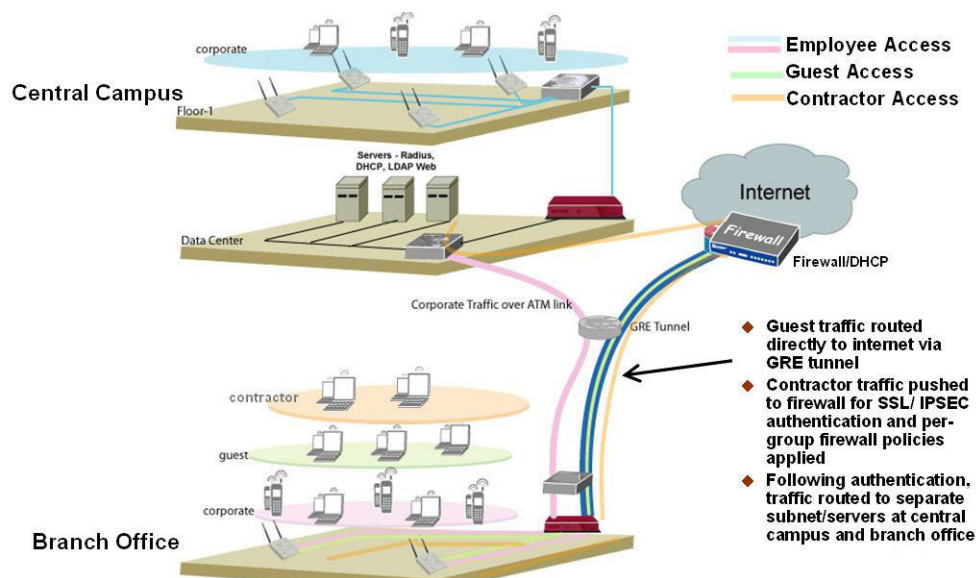 corporate
Employee Access
Guest Access
Contractor Access
Central Campus
Floor-1
Servers - Radius,
DHCP, LDAP Web
Internet
Firewall
Data Center
Firewall/DHCP
Corporate Traffic over ATM link
GRE Tunnel
Guest traffic routed
directly to internet via
GRE tunnel
Contractor traffic pushed
to firewall for SSL/ IPSEC
authentication and per-
group firewall policies
applied
Following authentication,
traffic routed to separate
subnet/servers at central
campus and branch office
contractor
guest
corporate
Branch Office